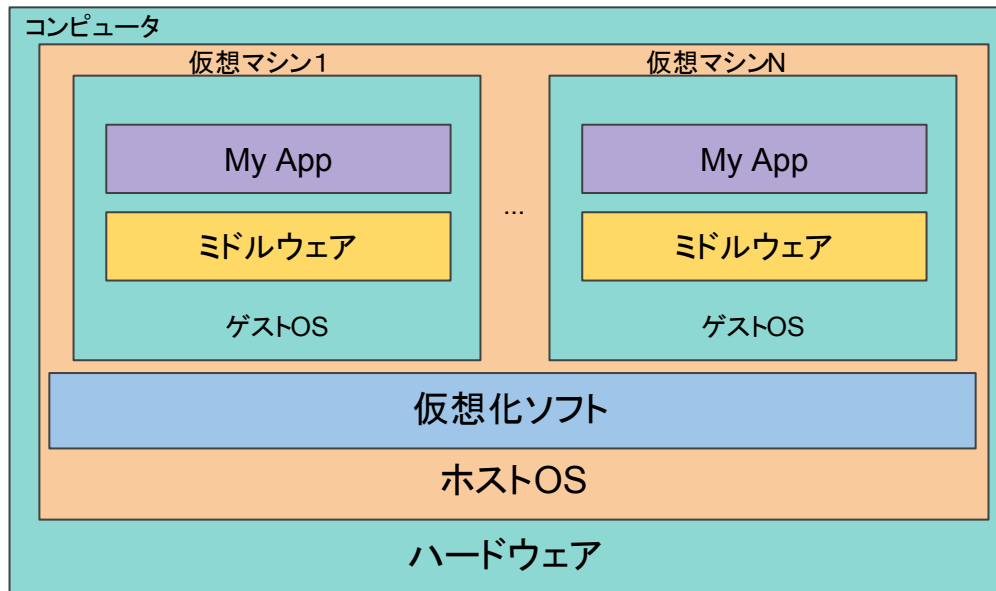 コンピュータ
仮想マシン1
仮想マシンN
My App
My App
...
ミドルウェア
ミドルウェア
ゲストOS
ゲストOS
仮想化ソフト
ホストOS
ハードウェア